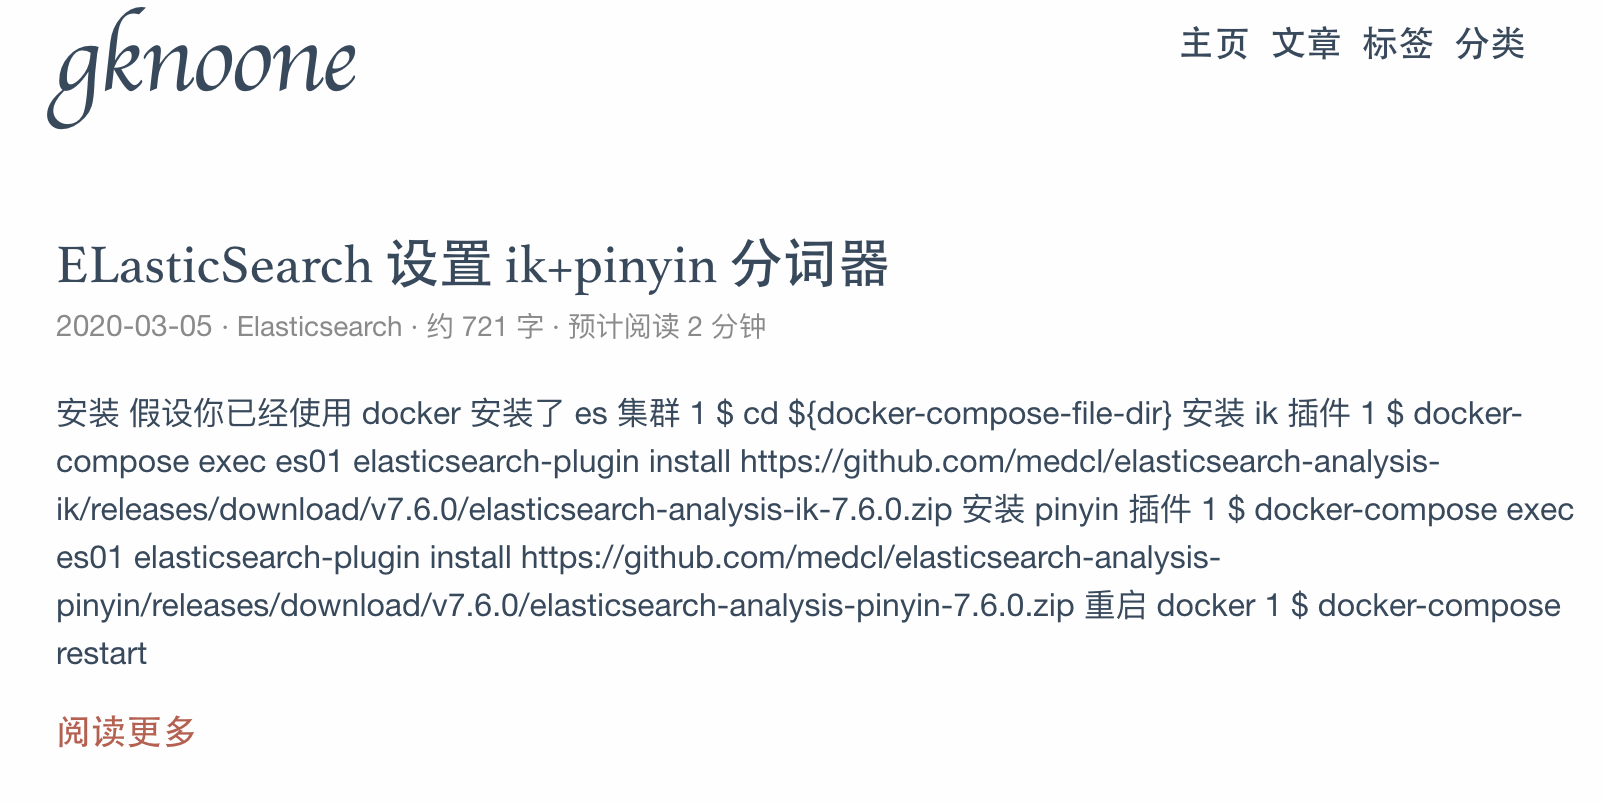 gknoone
主页 文章 标签 分类
ELasticSearch 设置 ik+pinyin 分词器
2020-03-05 · Elasticsearch · 约 721 字 · 预计阅读 2 分钟
安装 假设你已经使用 docker 安装了 es 集群 1 $ cd ${docker-compose-file-dir} 安装 ik 插件 1 $ docker-
compose exec es01 elasticsearch-plugin install https://github.com/medcl/elasticsearch-analysis-
ik/releases/download/v7.6.0/elasticsearch-analysis-ik-7.6.0.zip 安装 pinyin 插件 1 $ docker-compose exec
es01 elasticsearch-plugin install https://github.com/medcl/elasticsearch-analysis-
pinyin/releases/download/v7.6.0/elasticsearch-analysis-pinyin-7.6.0.zip 重启 docker 1 $ docker-compose
restart
阅读更多